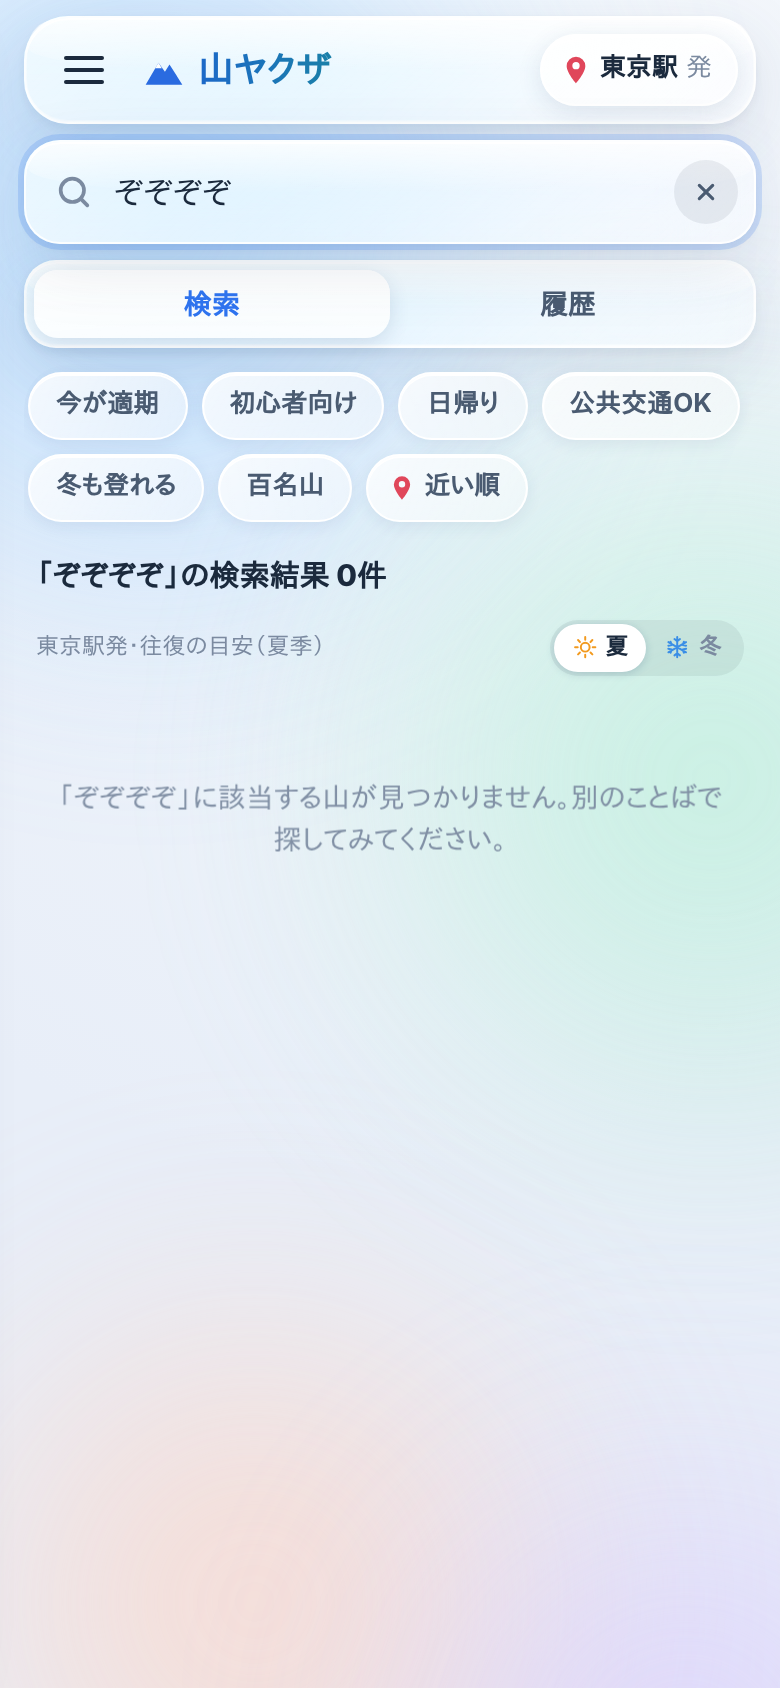 山ヤクザ
東京駅 発
ぞぞぞぞ
検索
履歴
今が適期
初心者向け
日帰り
公共交通OK
冬も登れる
百名山
近い順
「ぞぞぞぞ」の検索結果 0件
東京駅発・往復の目安（夏季）
夏
冬
「ぞぞぞぞ」に該当する山が見つかりません。別のことばで
探してみてください。